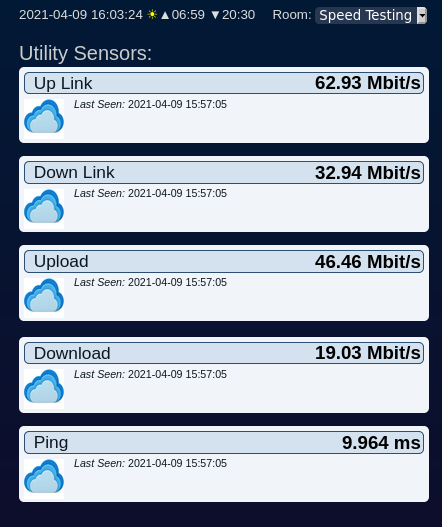 2021-04-09 16:03:24 ☀▲06:59 ▼20:30 Room: Speed Testing
Utility Sensors:
Up Link 62.93 Mbit/s
Last Seen: 2021-04-09 15:57:05
Down Link 32.94 Mbit/s
Last Seen: 2021-04-09 15:57:05
Upload 46.46 Mbit/s
Last Seen: 2021-04-09 15:57:05
Download 19.03 Mbit/s
Last Seen: 2021-04-09 15:57:05
Ping 9.964 ms
Last Seen: 2021-04-09 15:57:05